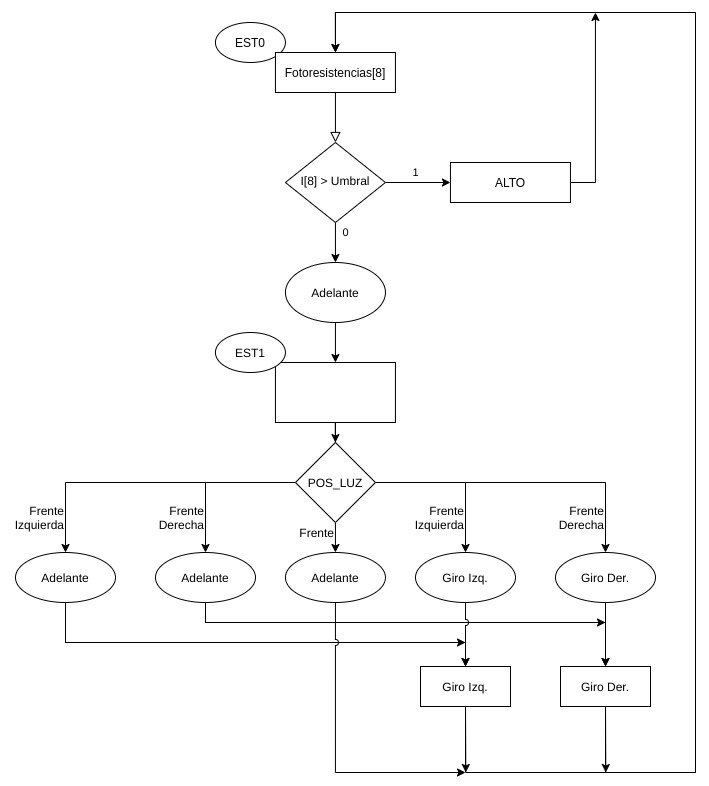 EST0
Fotoresistencias[8]
I[8] > Umbral
1
ALTO
0
Adelante
EST1
POS_LUZ
Frente
Izquierda
Frente
Derecha
Frente
Frente
Izquierda
Frente
Derecha
Adelante
Adelante
Adelante
Giro Izq.
Giro Der.
Giro Izq.
Giro Der.